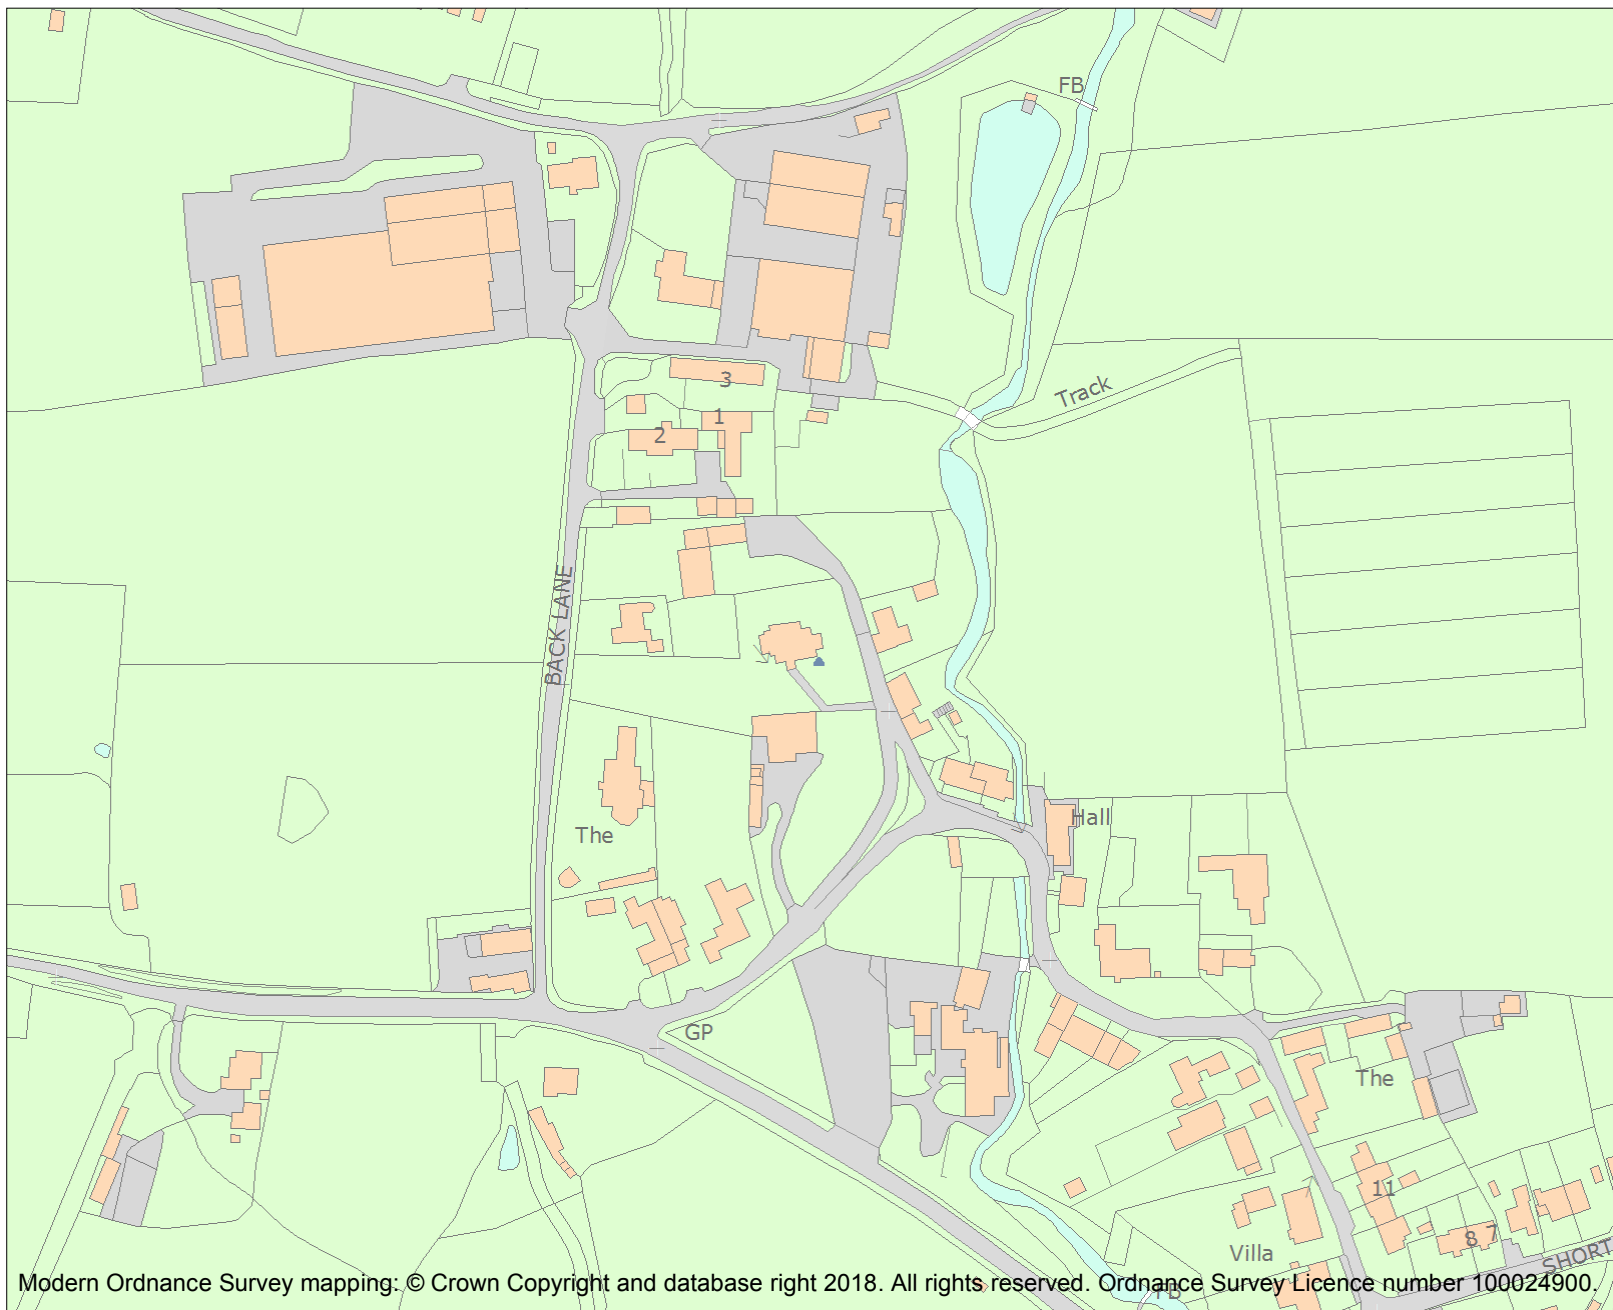 FB
Track
3
1
2
BACK LANE
Hall
The
GP
The
11
8 7
Villa
SHORT
FB
Modern Ordnance Survey mapping: © Crown Copyright and database right 2018. All rights reserved. Ordnance Survey Licence number 100024900.